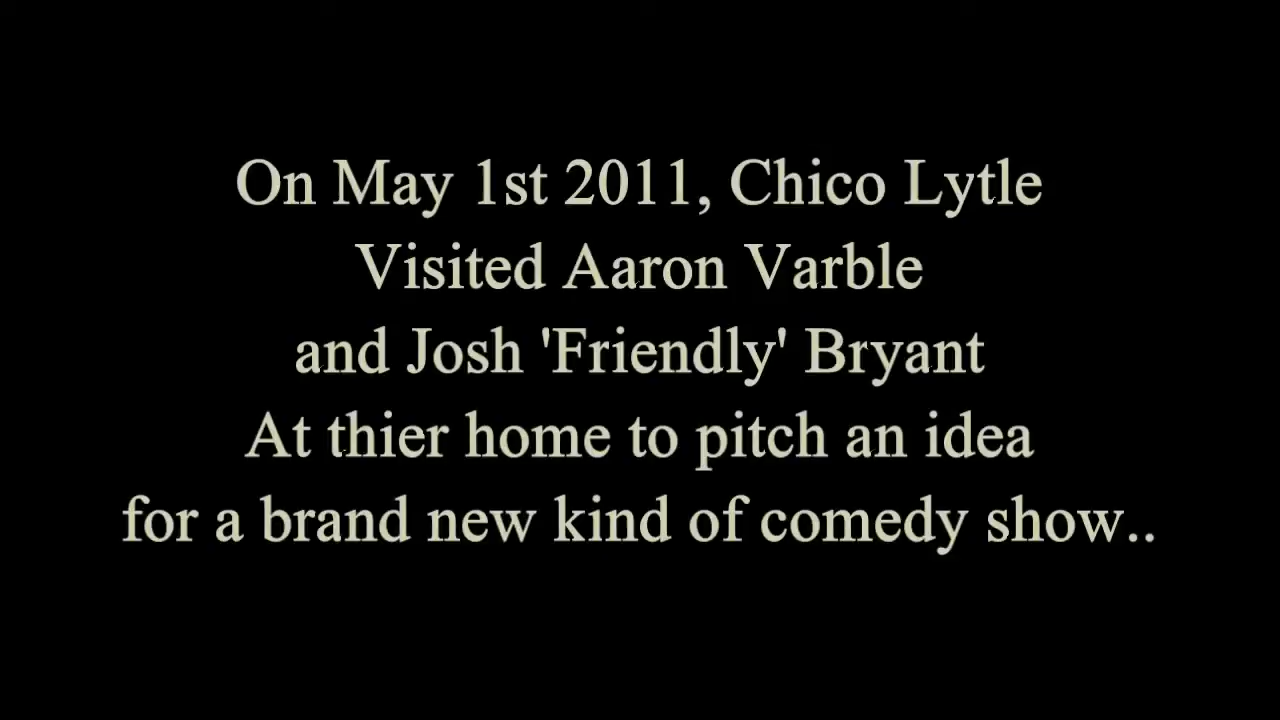 On May 1st 2011, Chico Lytle
Visited Aaron Varble
and Josh 'Friendly' Bryant
At thier home to pitch an idea
for a brand new kind of comedy show..